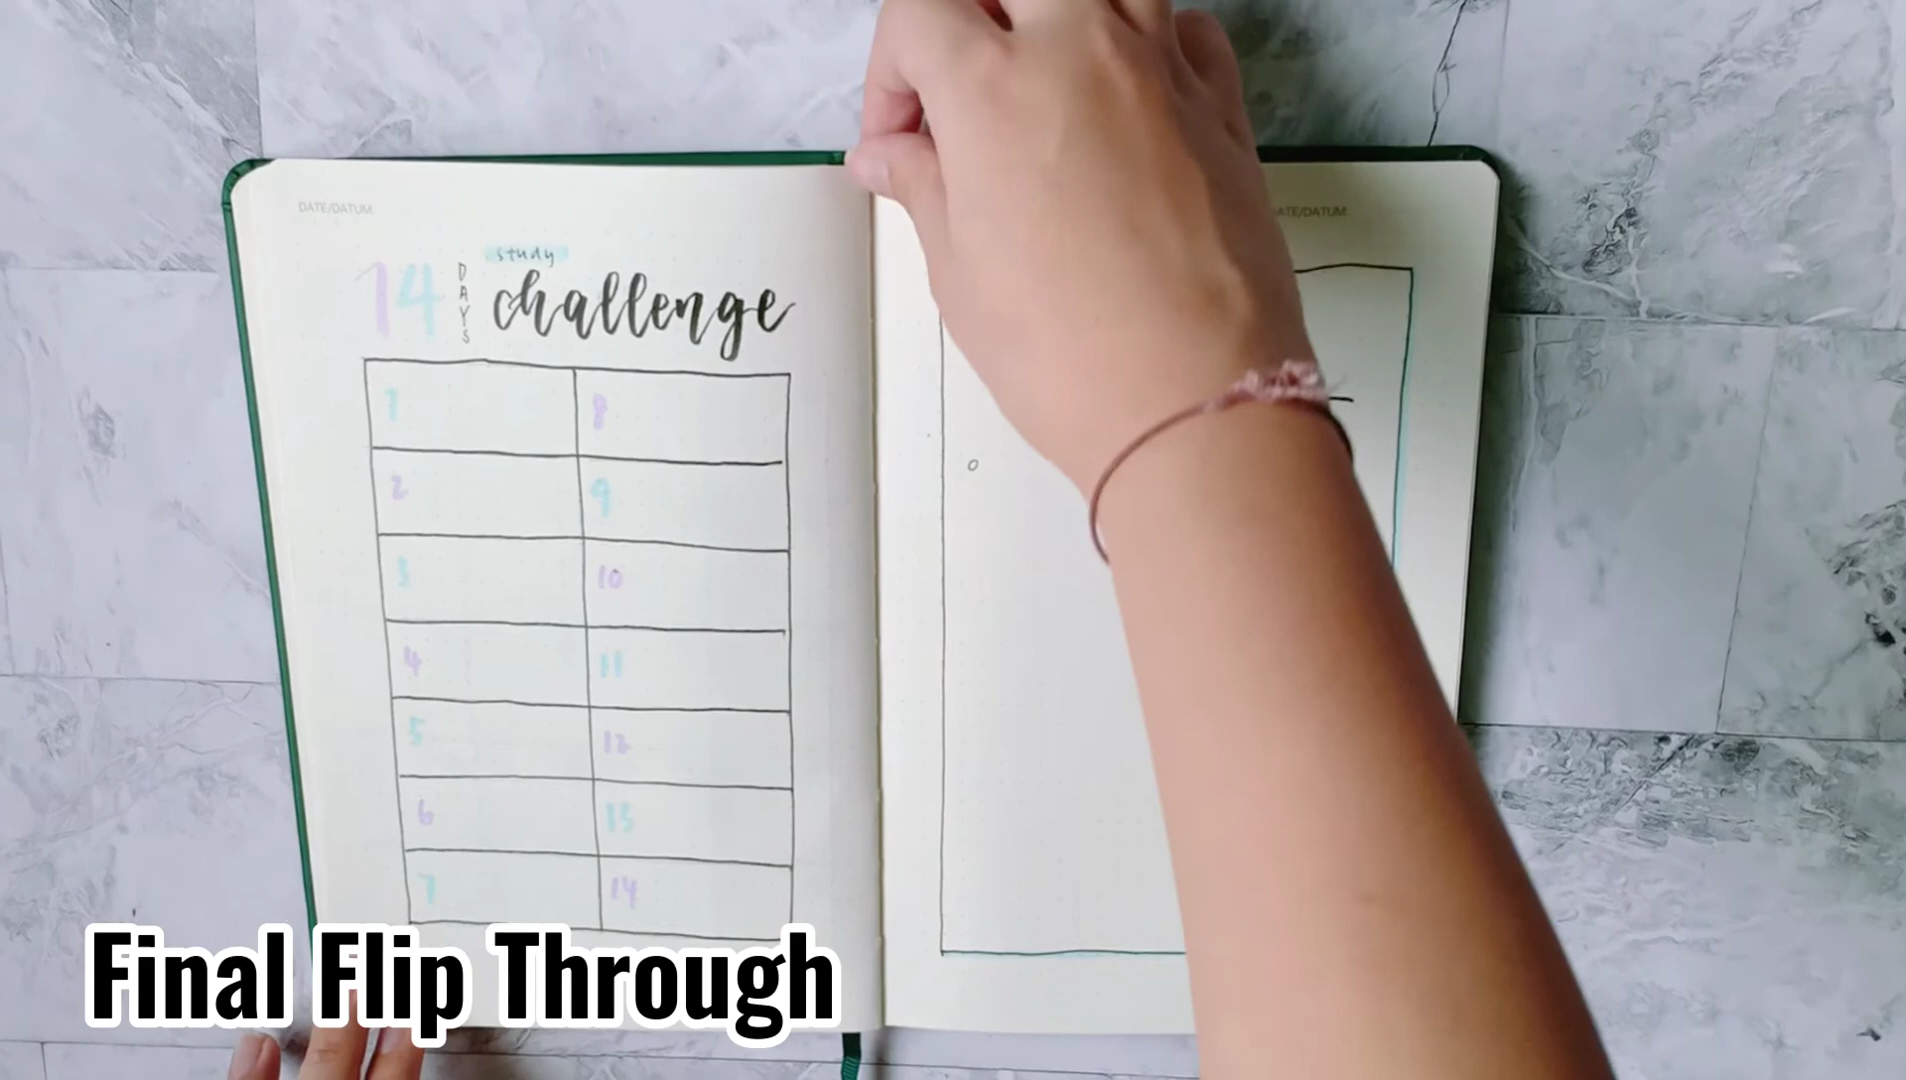 DATE/DATUM:
14 DAYS study challenge
1 8
2 9
3 10
4 11
5 12
6 13
7 14
ATE/DATUM:
Final Flip Through